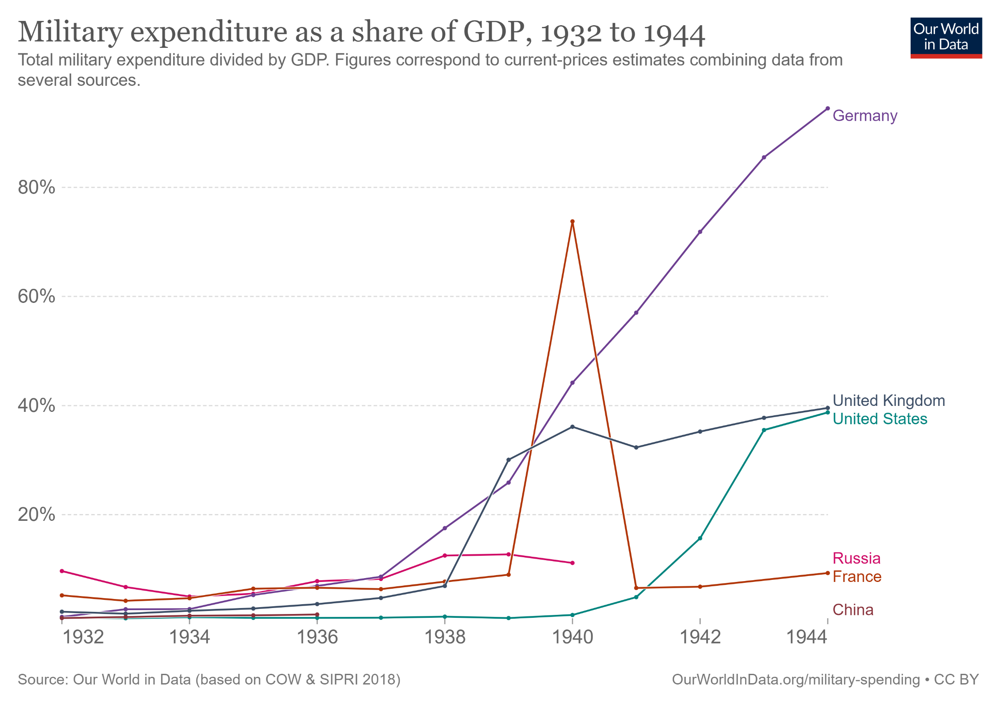 Military expenditure as a share of GDP, 1932 to 1944
Our World
in Data
Total military expenditure divided by GDP. Figures correspond to current-prices estimates combining data from
several sources.
Germany
80%
60%
40%
United Kingdom
United States
20%
Russia
France
China
1932 1934 1936 1938 1940 1942 1944
Source: Our World in Data (based on COW & SIPRI 2018)
OurWorldInData.org/military-spending • CC BY